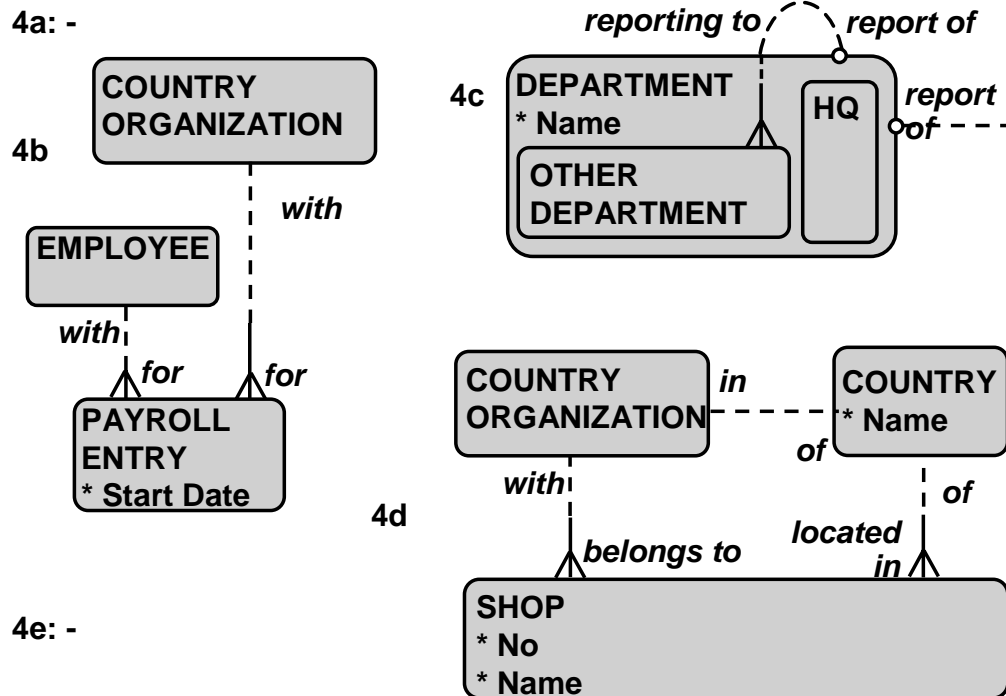 4a: -
COUNTRY
ORGANIZATION
4b
with
EMPLOYEE
with
for
for
PAYROLL
ENTRY
* Start Date
4e: -
reporting to
report of
4c
DEPARTMENT
* Name
HQ
report
of
OTHER
DEPARTMENT
COUNTRY
ORGANIZATION
in
COUNTRY
* Name
of
with
of
4d
belongs to
located
in
SHOP
* No
* Name